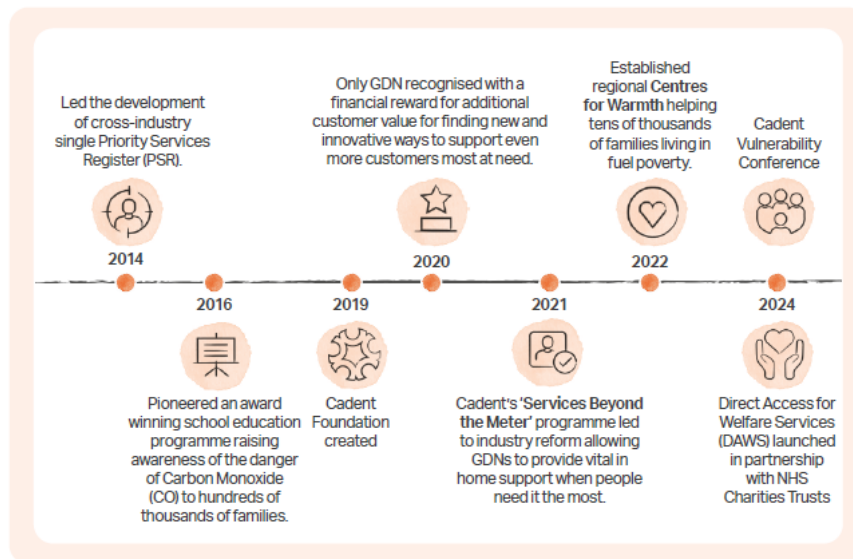 Led the development
of cross-industry
single Priority Services
Register (PSR).
2014
Only GDN recognised with a
financial reward for additional
customer value for finding new and
innovative ways to support even
more customers most at need.
2020
Established
regional Centres
for Warmth helping
tens of thousands
of families living in
fuel poverty.
2022
Cadent
Vulnerability
Conference
2016
Pioneered an award
winning school education
programme raising
awareness of the danger
of Carbon Monoxide
(CO) to hundreds of
thousands of families.
2019
Cadent
Foundation
created
2021
Cadent's 'Services Beyond
the Meter' programme led
to industry reform allowing
GDNs to provide vital in
home support when people
need it the most.
2024
Direct Access for
Welfare Services
(DAWS) launched
in partnership
with NHS
Charities Trusts